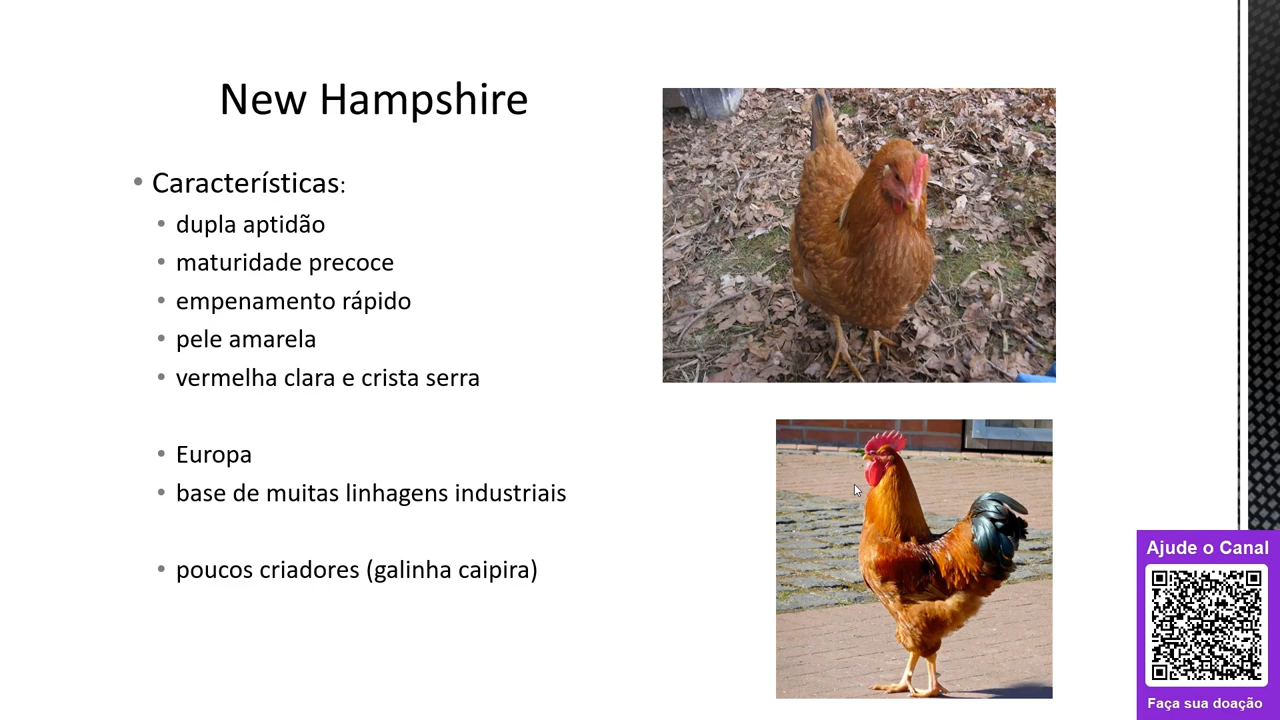 New Hampshire
• Características:
• dupla aptidão
• maturidade precoce
• empenamento rápido
• pele amarela
• vermelha clara e crista serra
• Europa
• base de muitas linhagens industriais
• poucos criadores (galinha caipira)
Ajude o Canal
Faça sua doação